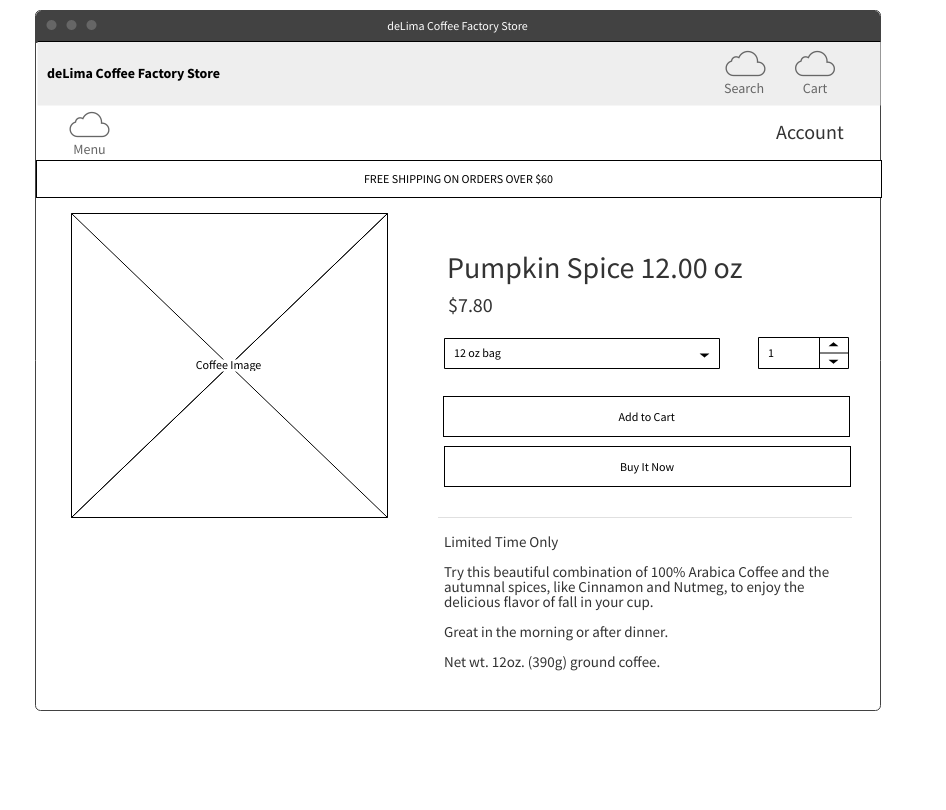 deLima Coffee Factory Store
deLima Coffee Factory Store
Search
Cart
Menu
Account
FREE SHIPPING ON ORDERS OVER $60
Coffee Image
Pumpkin Spice 12.00 oz
$7.80
12 oz bag
1
Add to Cart
Buy It Now
Limited Time Only
Try this beautiful combination of 100% Arabica Coffee and the
autumnal spices, like Cinnamon and Nutmeg, to enjoy the
delicious flavor of fall in your cup.
Great in the morning or after dinner.
Net wt. 12oz. (390g) ground coffee.